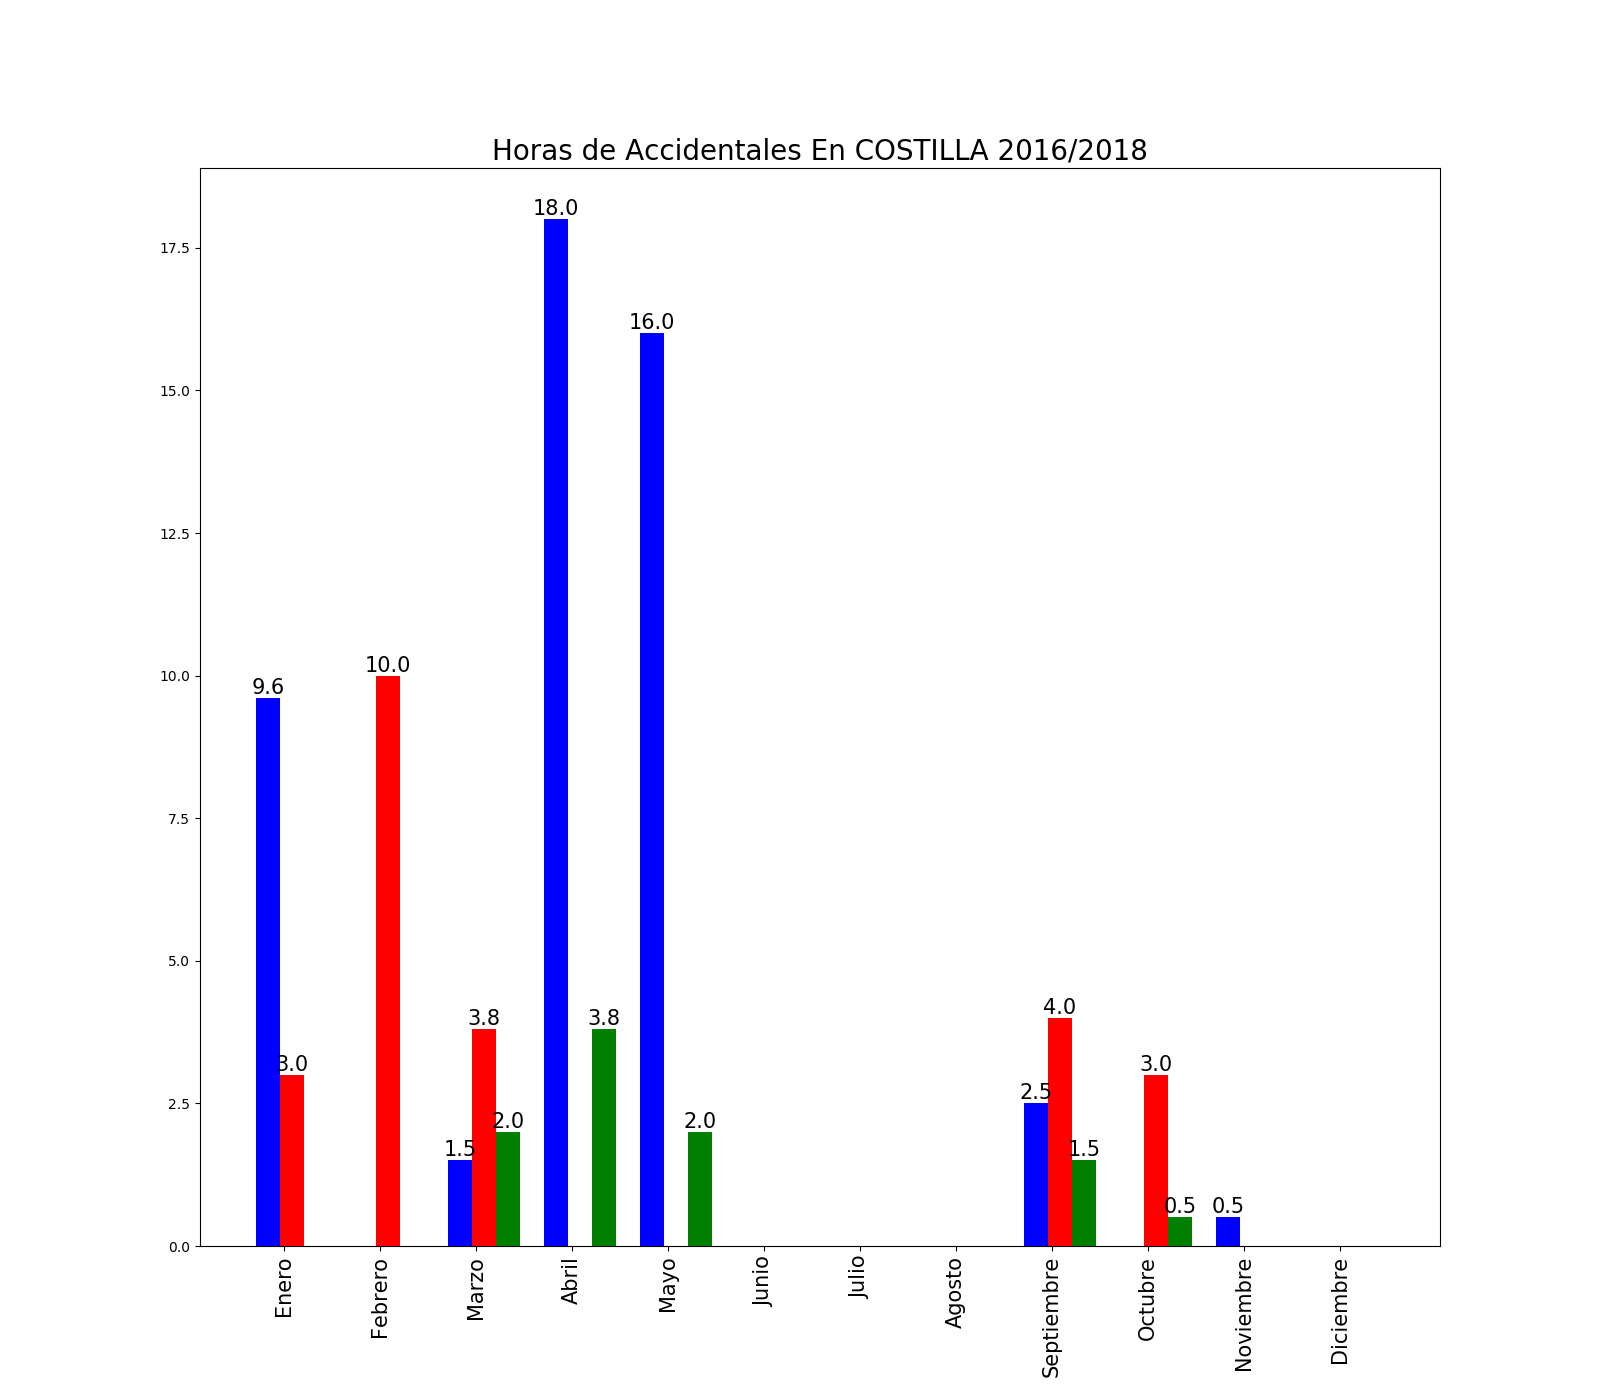 Horas de Accidentales En COSTILLA 2016/2018
18.0
17.5
16.0
15.0
12.5
10.0
10.0
9.6
7.5
5.0
4.0
3.8
3.8
3.0
3.0
2.5
2.5
2.0
2.0
1.5
1.5
0.5
0.5
0.0
Enero
Febrero
Marzo
Abril
Mayo
Junio
Julio
Agosto
Septiembre
Octubre
Noviembre
Diciembre